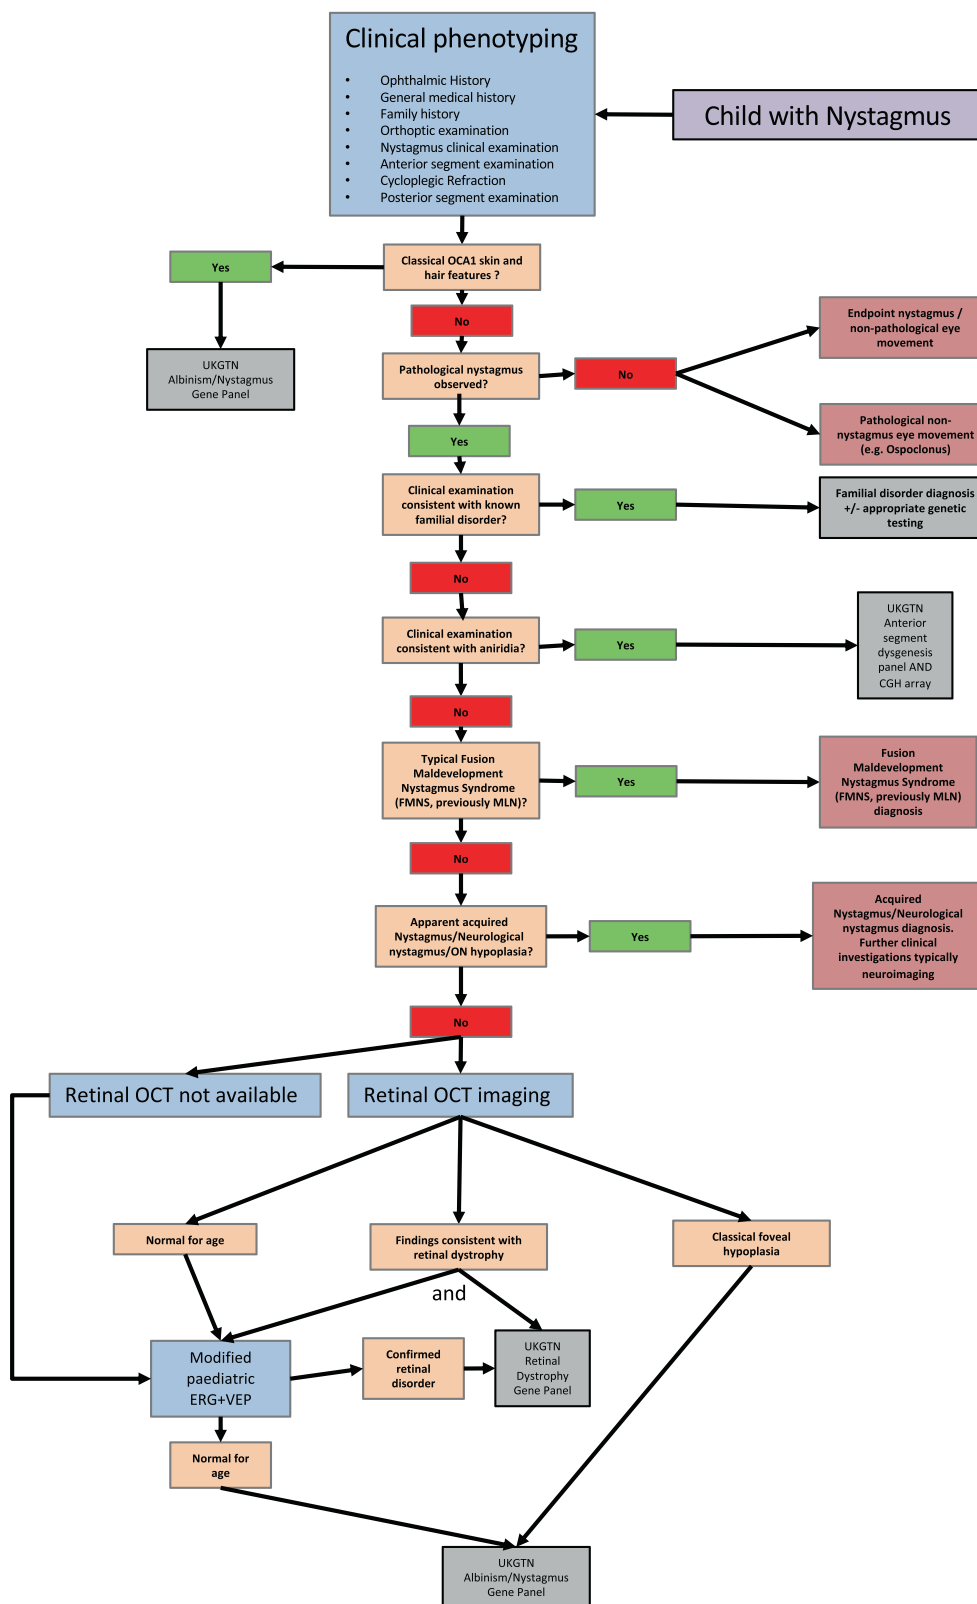 Clinical phenotyping
• Ophthalmic History
• General medical history
• Family history
• Orthoptic examination
• Nystagmus clinical examination
• Anterior segment examination
• Cycloplegic Refraction
• Posterior segment examination
Child with Nystagmus
Classical OCA1 skin and
hair features ?
Yes
UKGTN
Albinism/Nystagmus
Gene Panel
No
Pathological nystagmus
observed?
No
Endpoint nystagmus /
non-pathological eye
movement
Pathological non-
nystagmus eye movement
(e.g. Ospoclonus)
Yes
Clinical examination
consistent with known
familial disorder?
Yes
Familial disorder diagnosis
+/- appropriate genetic
testing
No
Clinical examination
consistent with aniridia?
Yes
UKGTN
Anterior
segment
dysgenesis
panel AND
CGH array
No
Typical Fusion
Maldevelopment
Nystagmus Syndrome
(FMNS, previously MLN)?
Yes
Fusion
Maldevelopment
Nystagmus Syndrome
(FMNS, previously MLN)
diagnosis
No
Apparent acquired
Nystagmus/Neurological
nystagmus/ON hypoplasia?
Yes
Acquired
Nystagmus/Neurological
nystagmus diagnosis.
Further clinical
investigations typically
neuroimaging
No
Retinal OCT not available
Retinal OCT imaging
Normal for age
Findings consistent with
retinal dystrophy
Classical foveal
hypoplasia
and
Modified
paediatric
ERG+VEP
Confirmed
retinal
disorder
UKGTN
Retinal
Dystrophy
Gene Panel
Normal for
age
UKGTN
Albinism/Nystagmus
Gene Panel